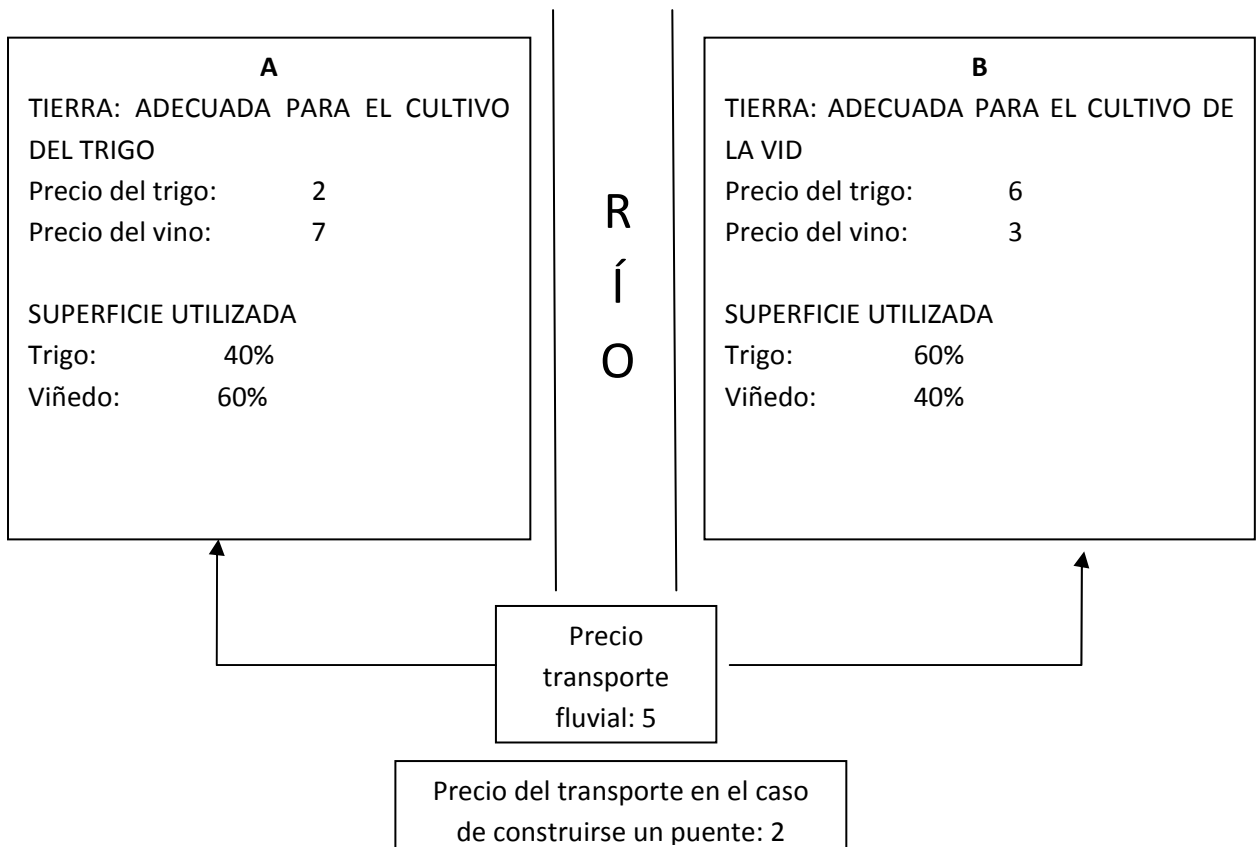 A
TIERRA: ADECUADA PARA EL CULTIVO
DEL TRIGO
Precio del trigo: 2
Precio del vino: 7
SUPERFICIE UTILIZADA
Trigo: 40%
Viñedo: 60%
R
Í
O
B
TIERRA: ADECUADA PARA EL CULTIVO DE
LA VID
Precio del trigo: 6
Precio del vino: 3
SUPERFICIE UTILIZADA
Trigo: 60%
Viñedo: 40%
Precio
transporte
fluvial: 5
Precio del transporte en el caso
de construirse un puente: 2